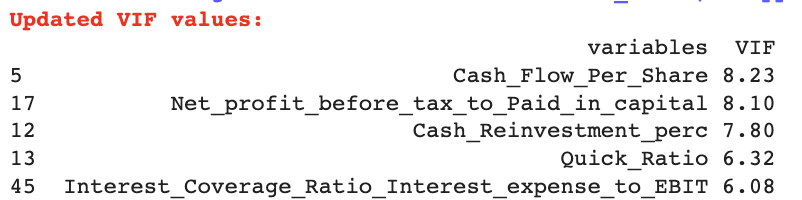 Updated VIF values:
variables VIF
5 Cash_Flow_Per_Share 8.23
17 Net_profit_before_tax_to_Paid_in_capital 8.10
12 Cash_Reinvestment_perc 7.80
13 Quick_Ratio 6.32
45 Interest_Coverage_Ratio_Interest_expense_to_EBIT 6.08